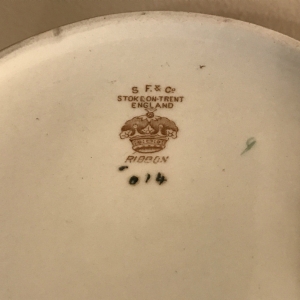 S. F. & Co
STOKE-ON-TRENT
ENGLAND
RIBBON
014